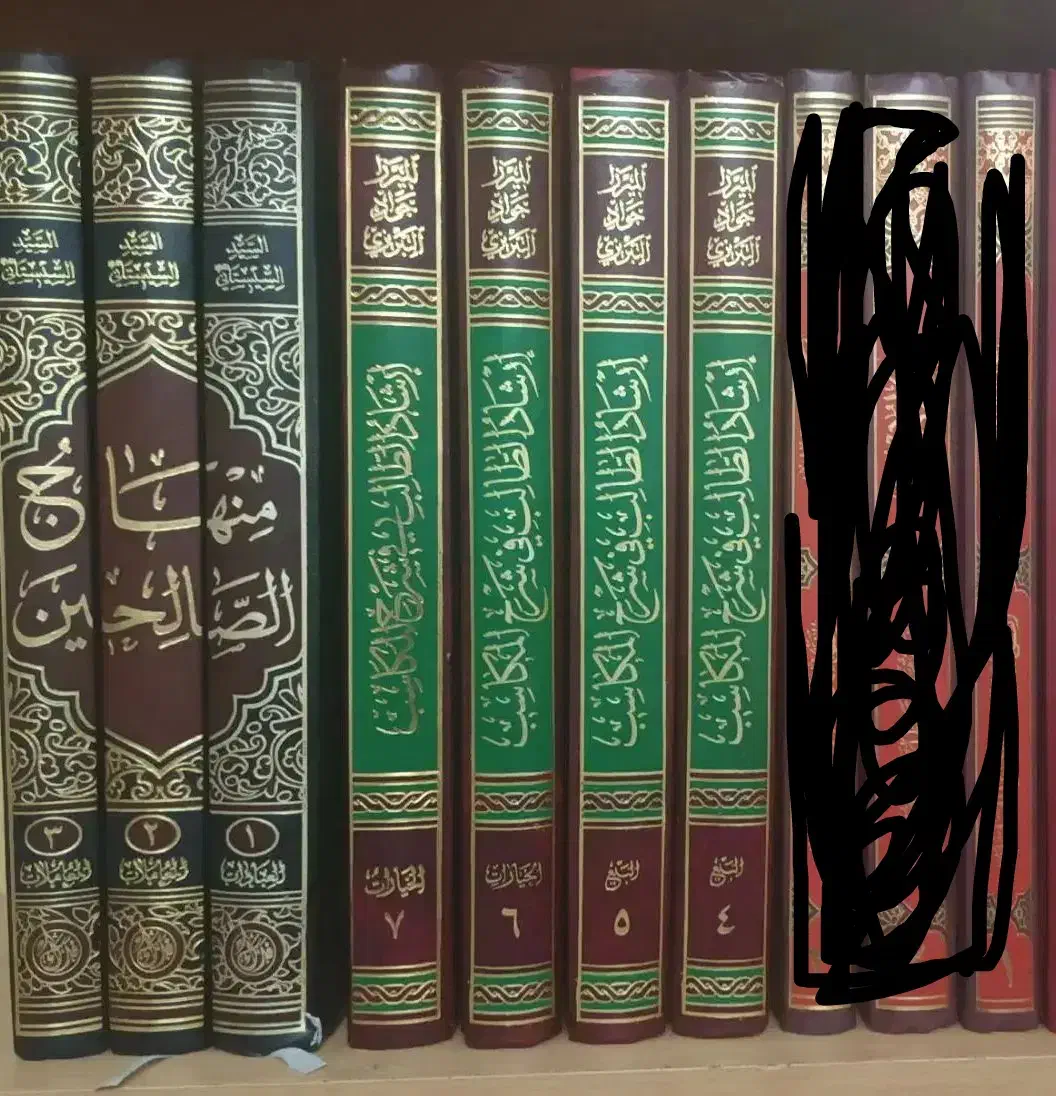 السيد
السيستاني
السيد
السيستاني
السيد
السيستاني
منهاج
الصالحين
١
العبادات
٢
المعاملات
٣
المعاملات
الميرزا
جواد
التبريزي
إرشاد الطالب في شرح المكاسب
البيع
٤
الميرزا
جواد
التبريزي
إرشاد الطالب في شرح المكاسب
البيع
٥
الميرزا
جواد
التبريزي
إرشاد الطالب في شرح المكاسب
الخيارات
٦
الميرزا
جواد
التبريزي
إرشاد الطالب في شرح المكاسب
الخيارات
٧